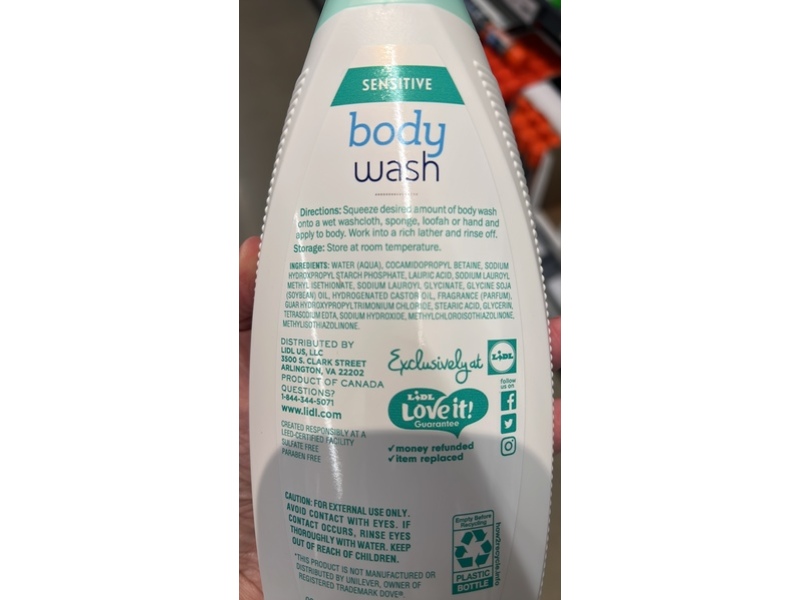 SENSITIVE
body
wash
Directions: Squeeze desired amount of body wash
onto a wet washcloth, sponge, loofah or hand and
apply to body. Work into a rich lather and rinse off.
Storage: Store at room temperature.
INGREDIENTS: WATER (AQUA), COCAMIDOPROPYL BETAINE, SODIUM
HYDROXPROPYL STARCH PHOSPHATE, LAURIC ACID, SODIUM LAUROYL
METHYL ISETHIONATE, SODIUM LAUROYL GLYCINATE, GLYCINE SOJA
(SOYBEAN) OIL, HYDROGENATED CASTOR OIL, FRAGRANCE (PARFUM),
GUAR HYDROXYPROPYLTRIMONIUM CHLORIDE, STEARIC ACID, GLYCERIN,
TETRASODIUM EDTA, SODIUM HYDROXIDE, METHYLCHLOROISOTHIAZOLINONE,
METHYLISOTHIAZOLINONE.
DISTRIBUTED BY
LIDL US, LLC
3500 S. CLARK STREET
ARLINGTON, VA 22202
PRODUCT OF CANADA
QUESTIONS?
1-844-344-5071
www.lidl.com
CREATED RESPONSIBLY AT A
LEED-CERTIFIED FACILITY
SULFATE FREE
PARABEN FREE
Exclusively at
LIDL
follow
us on
LIDL
Love it!
Guarantee
✓money refunded
✓item replaced
CAUTION: FOR EXTERNAL USE ONLY.
AVOID CONTACT WITH EYES. IF
CONTACT OCCURS, RINSE EYES
THOROUGHLY WITH WATER. KEEP
OUT OF REACH OF CHILDREN.
*THIS PRODUCT IS NOT MANUFACTURED OR
DISTRIBUTED BY UNILEVER, OWNER OF
REGISTERED TRADEMARK DOVE®
Empty Before
Recycling
PLASTIC
BOTTLE
how2recycle.info